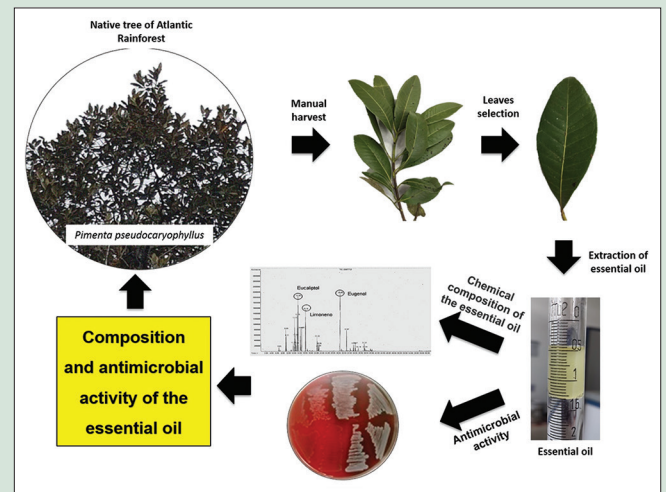 Native tree of Atlantic
Rainforest
Pimenta pseudocaryophyllus
Manual
harvest
Leaves
selection
Extraction of
essential oil
Essential oil
Chemical
composition of
the essential oil
Eucaliptol
Limonene
Eugenol
Antimicrobial
activity
Composition
and antimicrobial
activity of the
essential oil